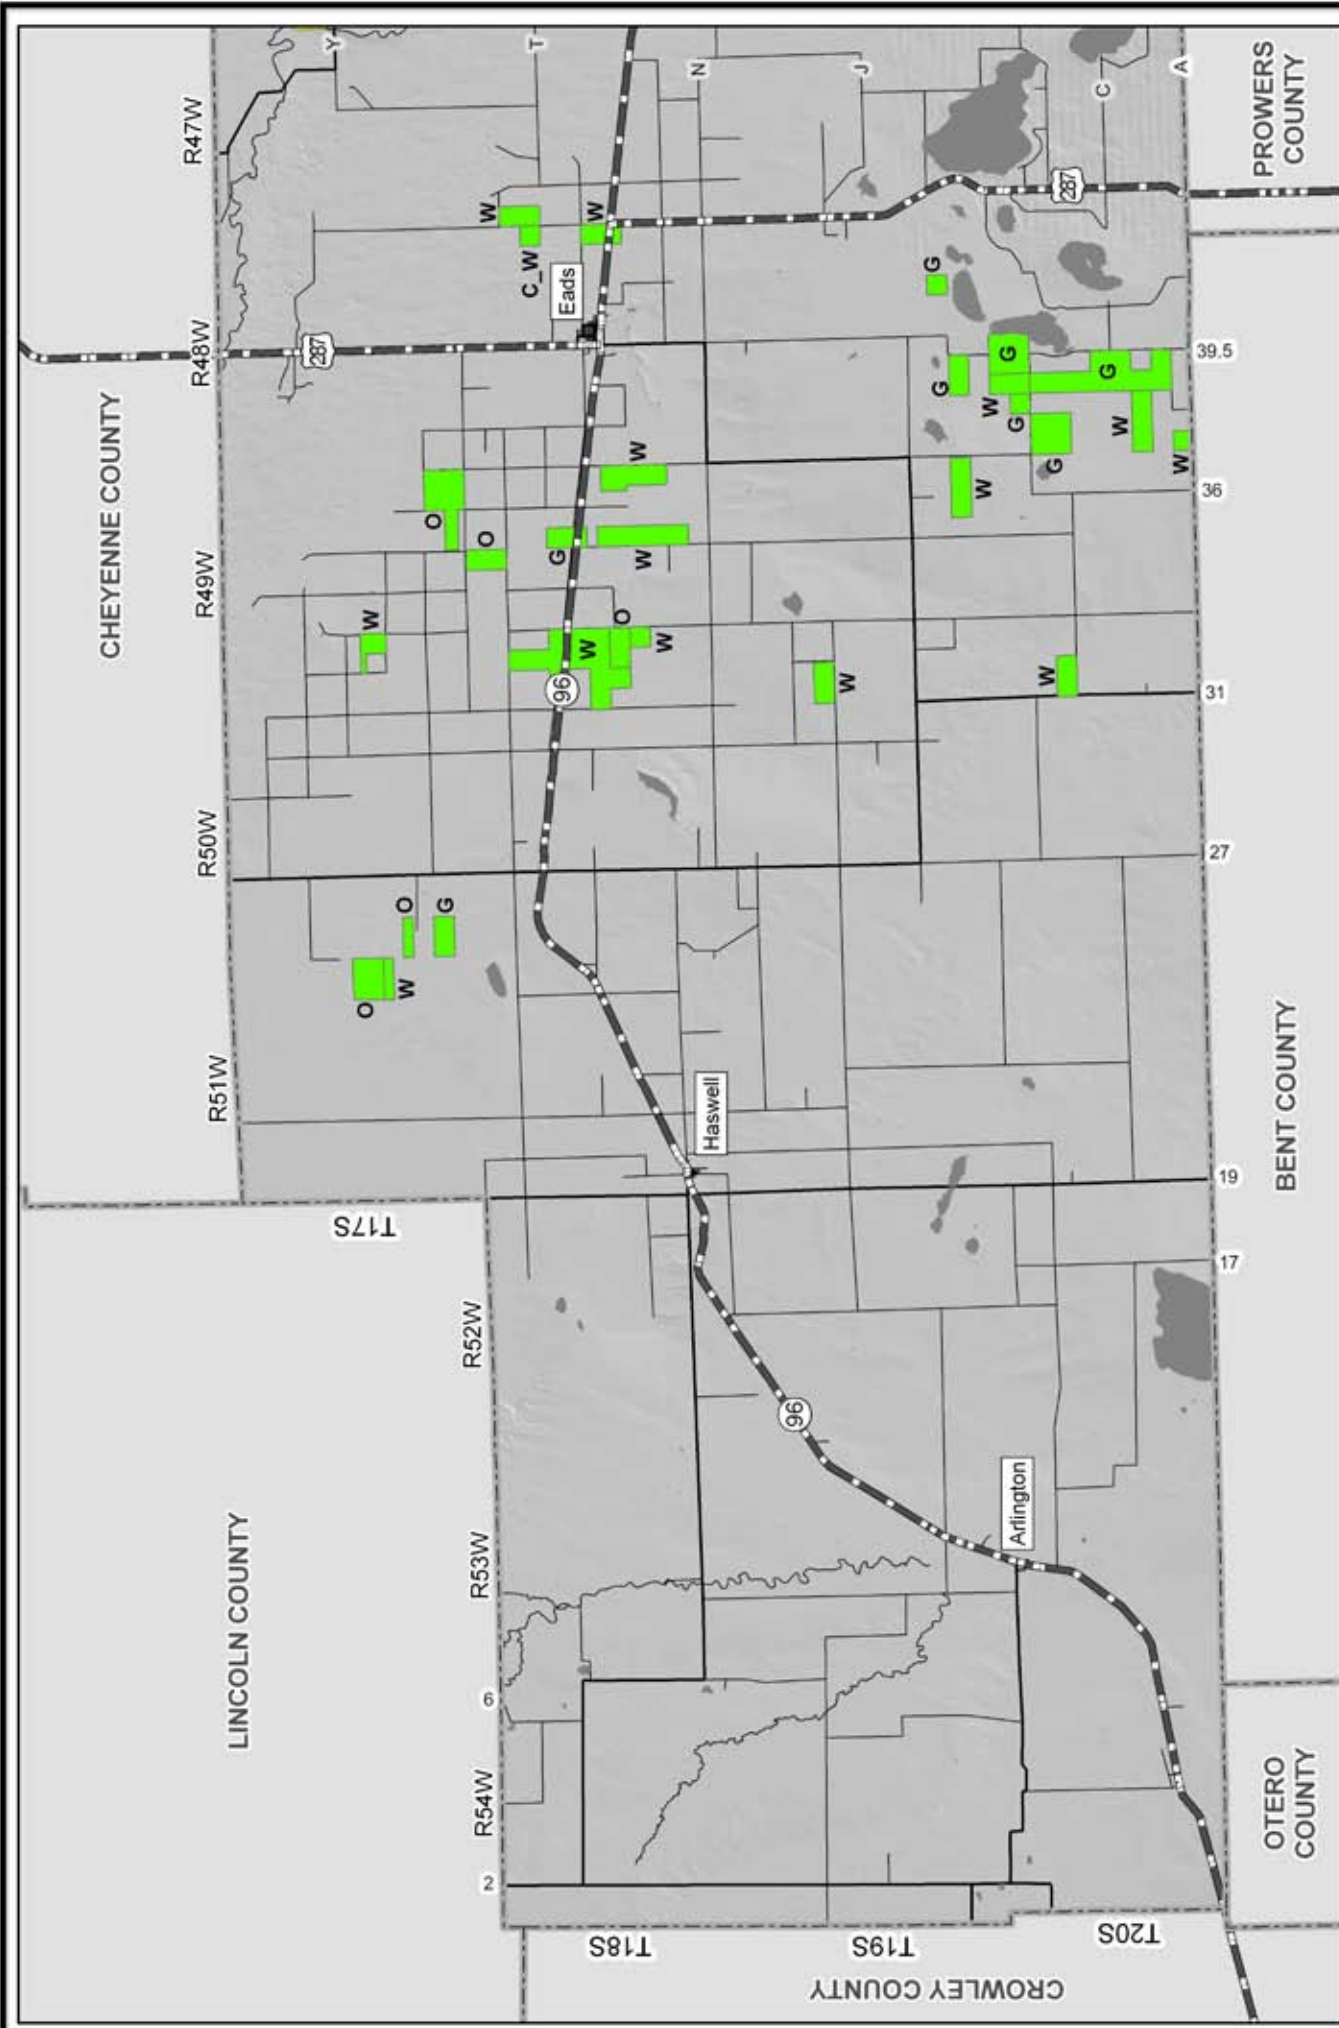 CHEYENNE COUNTY
LINCOLN COUNTY
R51W
R50W
R49W
R48W
R47W
R54W
R53W
R52W
6
2
T17S
287
Y
O
W
O
G
W
O
O
W
C_W
T
W
Eads
G
W
W
W
O
W
96
T18S
Haswell
N
96
W
J
T19S
G
G
W
G
W
G
G
G
W
W
W
287
Arlington
C
T20S
A
17
19
27
31
36
39.5
CROWLEY COUNTY
OTERO
COUNTY
BENT COUNTY
PROWERS
COUNTY